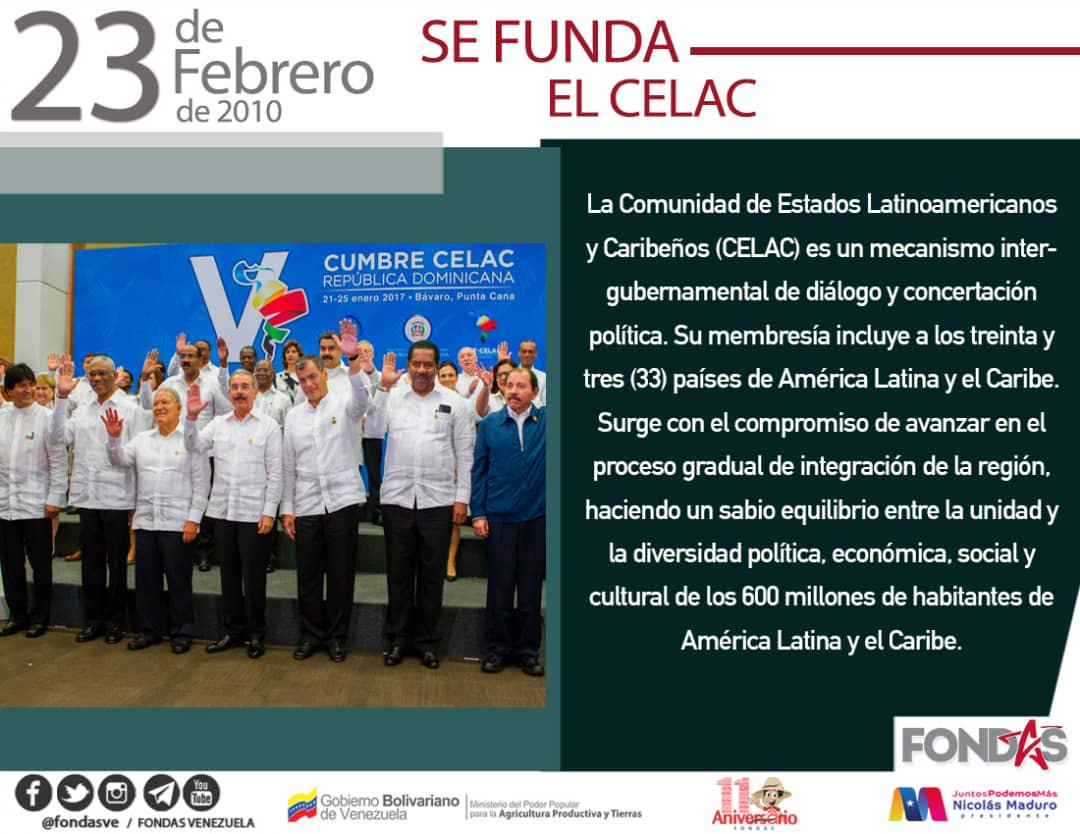 23
de
Febrero
de 2010
SE FUNDA
EL CELAC
V
CUMBRE CELAC
REPÚBLICA DOMINICANA
21-25 enero 2017 • Bávaro, Punta Cana
La Comunidad de Estados Latinoamericanos
y Caribeños (CELAC) es un mecanismo inter-
gubernamental de diálogo y concertación
política. Su membresía incluye a los treinta y
tres (33) países de América Latina y el Caribe.
Surge con el compromiso de avanzar en el
proceso gradual de integración de la región,
haciendo un sabio equilibrio entre la unidad y
la diversidad política, económica, social y
cultural de los 600 millones de habitantes de
América Latina y el Caribe.
FONDAS
You
Tube
@fondasve / FONDAS VENEZUELA
Gobierno Bolivariano
de Venezuela
Ministerio del Poder Popular
para la Agricultura Productiva y Tierras
11
Aniversario
FONDAS
JuntosPodemosMás
Nicolás Maduro
presidente